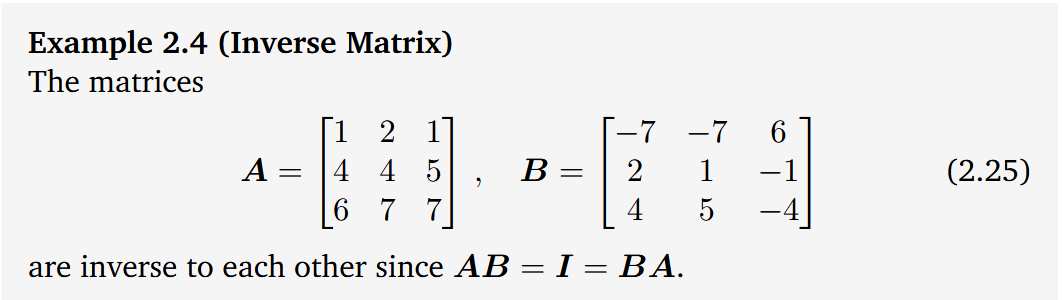 Example 2.4 (Inverse Matrix)
The matrices
A = [1 2 1; 4 4 5; 6 7 7], B = [−7 −7 6; 2 1 −1; 4 5 −4] (2.25)
are inverse to each other since AB = I = BA.